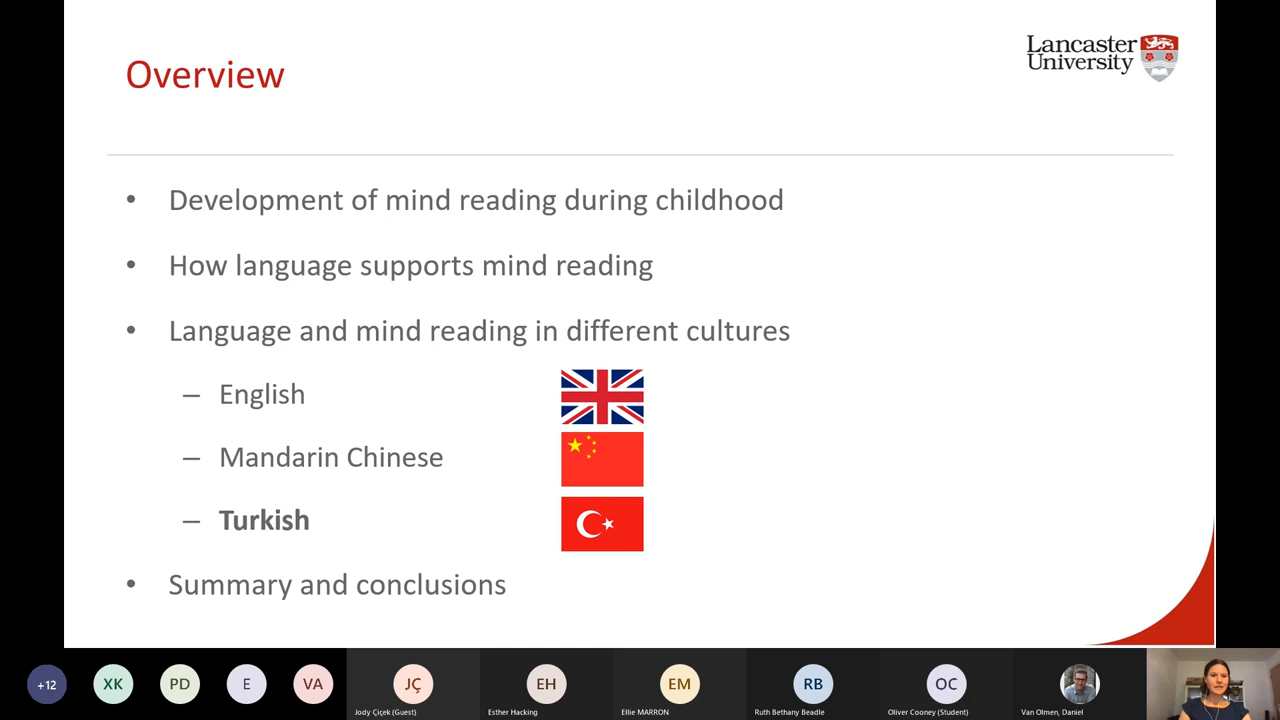 Overview
Lancaster
University
• Development of mind reading during childhood
• How language supports mind reading
• Language and mind reading in different cultures
– English
– Mandarin Chinese
– Turkish
• Summary and conclusions
+12
XK
PD
E
VA
JÇ
EH
EM
RB
OC
Jody Çiçek (Guest)
Esther Hacking
Ellie MARRON
Ruth Bethany Beadle
Oliver Cooney (Student)
Van Olmen, Daniel